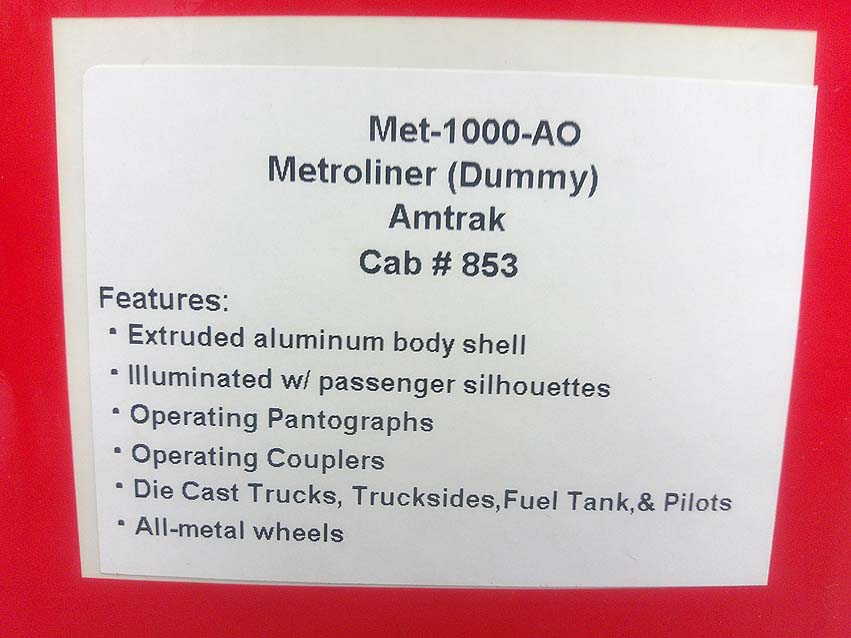 Met-1000-AO
Metroliner (Dummy)
Amtrak
Cab # 853
Features:
• Extruded aluminum body shell
• Illuminated w/ passenger silhouettes
• Operating Pantographs
• Operating Couplers
• Die Cast Trucks, Trucksides,Fuel Tank,& Pilots
• All-metal wheels